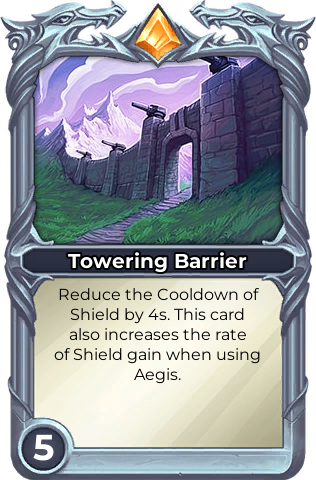 Towering Barrier
Reduce the Cooldown of
Shield by 4s. This card
also increases the rate
of Shield gain when using
Aegis.
5